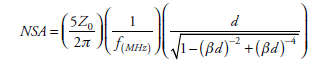 NSA = (5Z₀ / 2π) (1 / f(MHz)) (d / √(1−(βd)⁻² +(βd)⁻⁴))